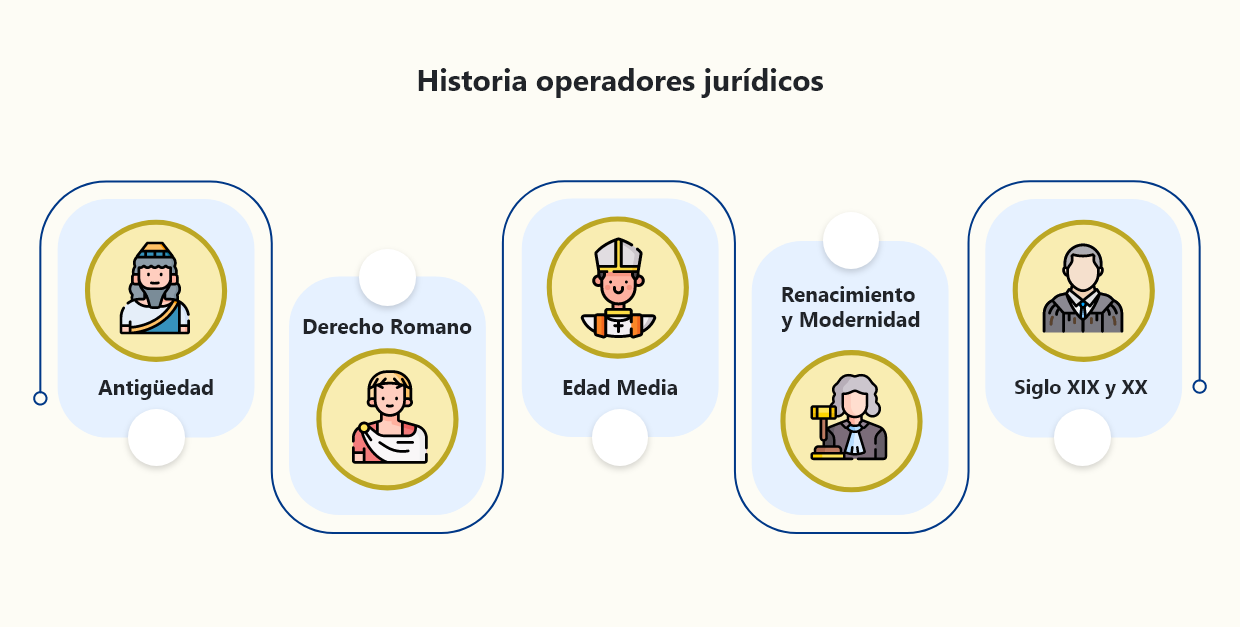 Historia operadores jurídicos
Antigüedad
Derecho Romano
Edad Media
Renacimiento
y Modernidad
Siglo XIX y XX